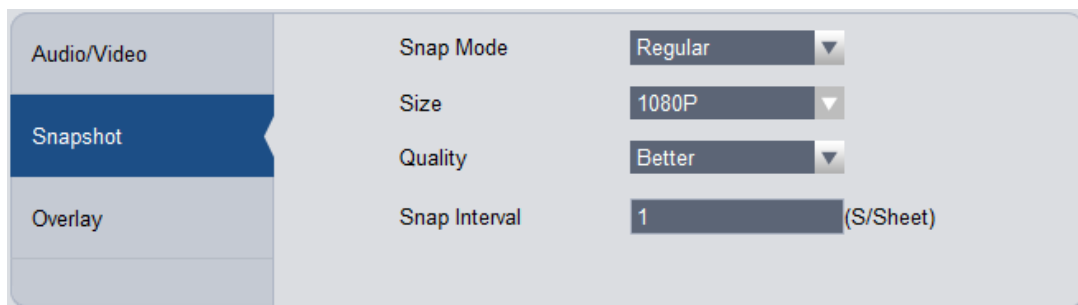 Audio/Video
Snapshot
Overlay
Snap Mode Regular
Size 1080P
Quality Better
Snap Interval 1 (S/Sheet)